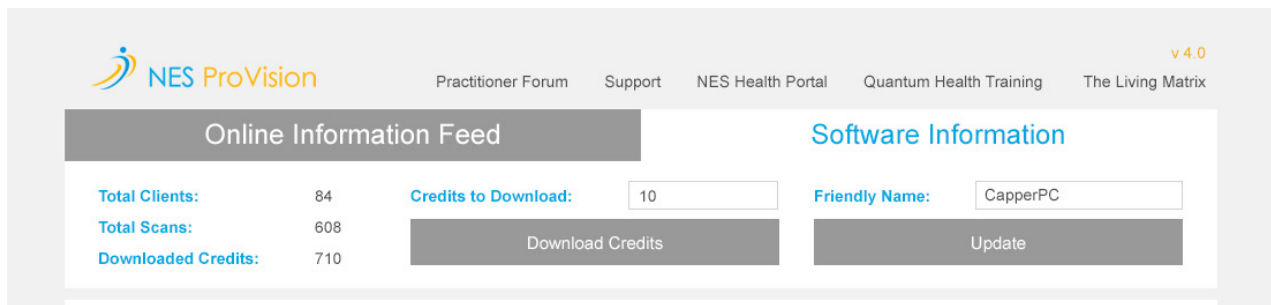 v 4.0
NES ProVision
Practitioner Forum Support NES Health Portal Quantum Health Training The Living Matrix
Online Information Feed Software Information
Total Clients: 84 Credits to Download: 10 Friendly Name: CapperPC
Total Scans: 608
Download Credits Update
Downloaded Credits: 710